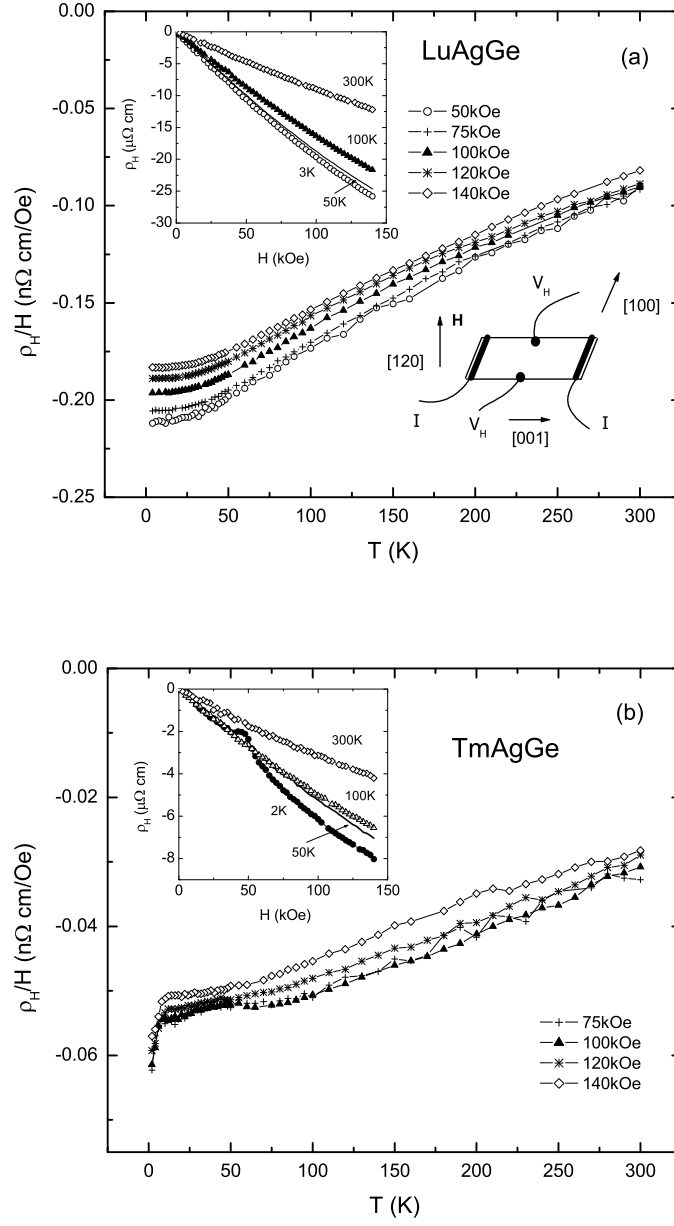 0.00
-0.05
-0.10
-0.15
-0.20
-0.25
ρH/H (nΩ cm/Oe)
0 50 100 150 200 250 300
T (K)
LuAgGe
(a)
50kOe
75kOe
100kOe
120kOe
140kOe
0
-5
-10
-15
-20
-25
-30
ρH (μΩ cm)
0 50 100 150
H (kOe)
300K
100K
3K
50K
VH
[100]
H
[120]
I
VH
[001]
I
0.00
-0.02
-0.04
-0.06
ρH/H (nΩ cm/Oe)
0 50 100 150 200 250 300
T (K)
(b)
TmAgGe
0
-2
-4
-6
-8
ρH (μΩ cm)
0 50 100 150
H (kOe)
300K
100K
2K
50K
75kOe
100kOe
120kOe
140kOe